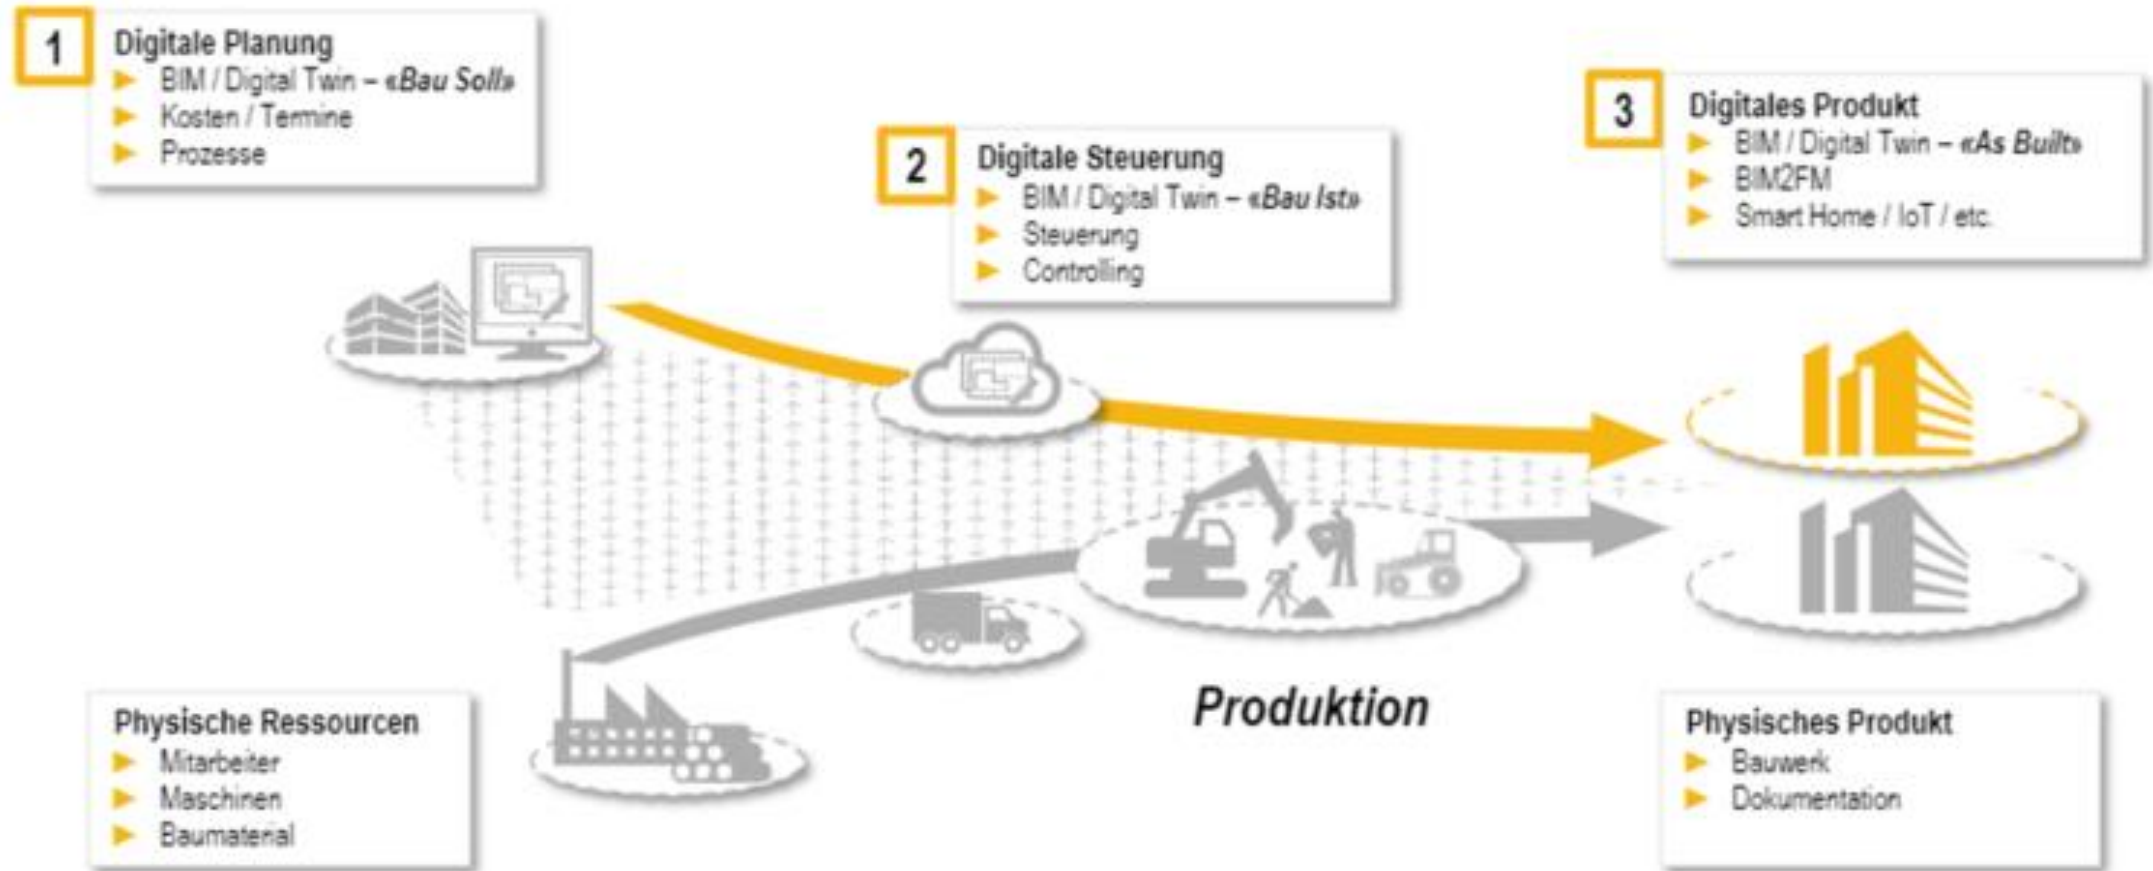 1
Digitale Planung
► BIM / Digital Twin – «Bau Soll»
► Kosten / Termine
► Prozesse
2
Digitale Steuerung
► BIM / Digital Twin – «Bau Ist»
► Steuerung
► Controlling
3
Digitales Produkt
► BIM / Digital Twin – «As Built»
► BIM2FM
► Smart Home / IoT / etc.
Produktion
Physische Ressourcen
► Mitarbeiter
► Maschinen
► Baumaterial
Physisches Produkt
► Bauwerk
► Dokumentation